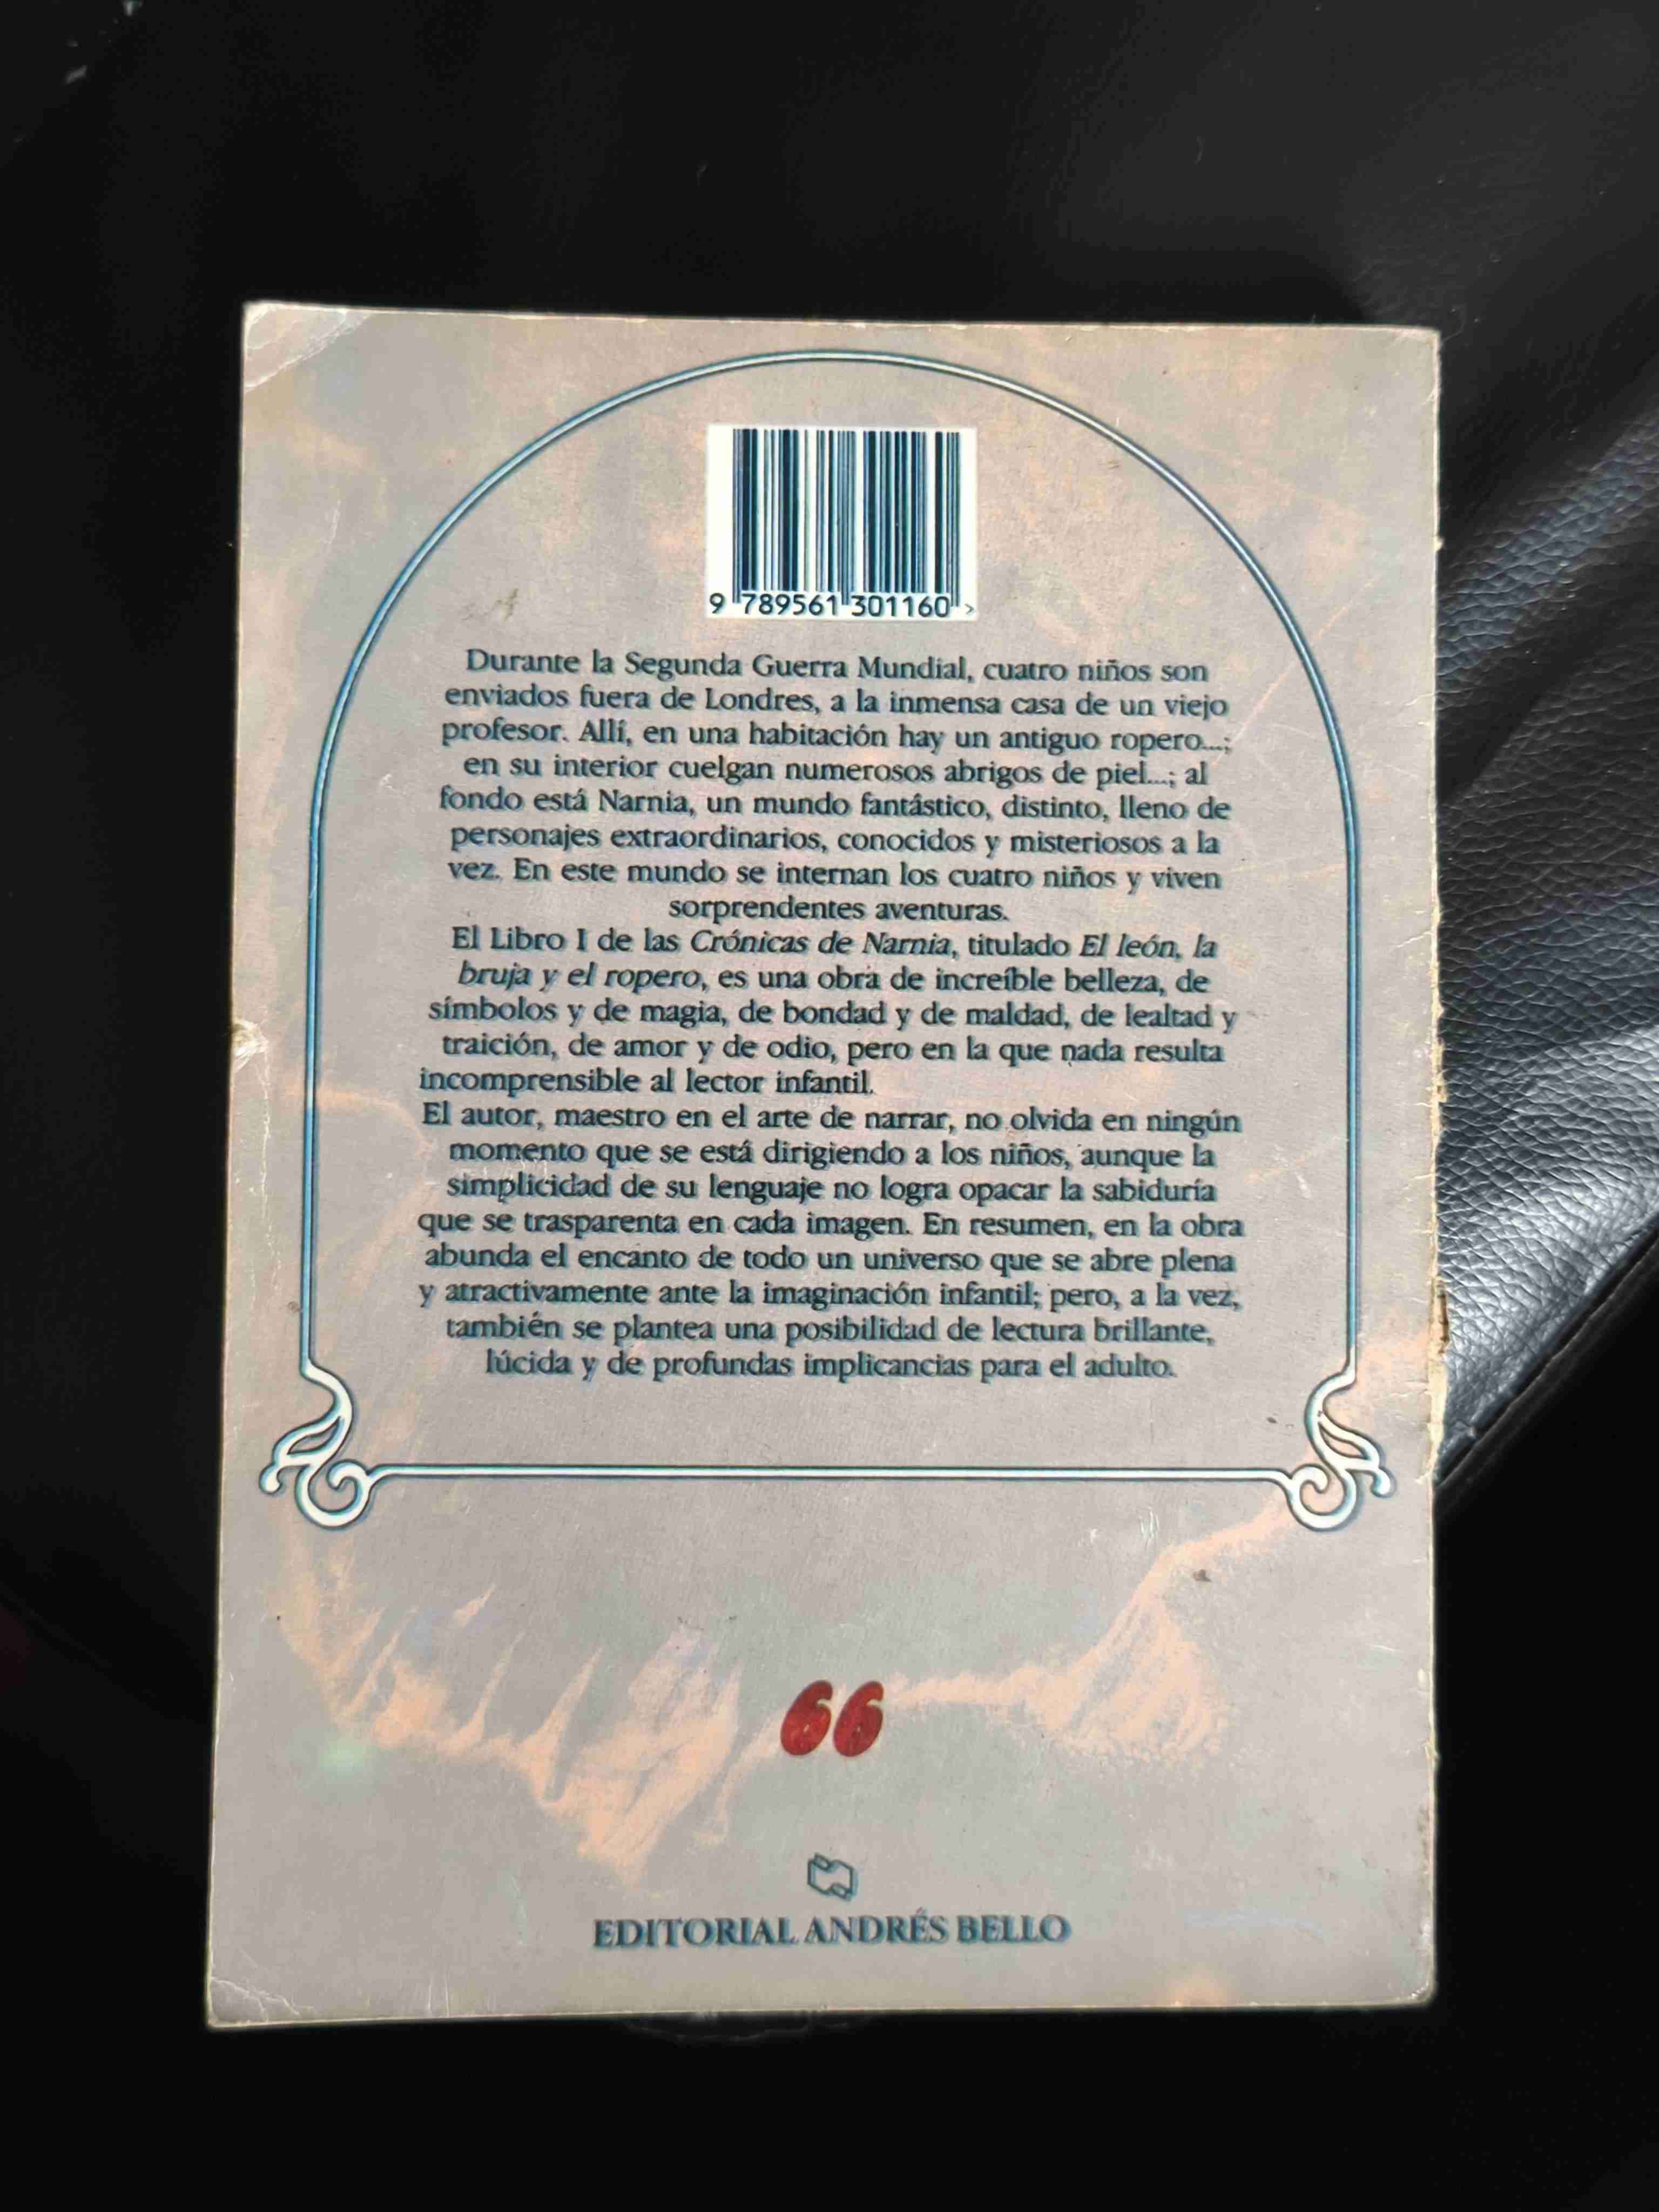 9 789561 301160 >
Durante la Segunda Guerra Mundial, cuatro niños son
enviados fuera de Londres, a la inmensa casa de un viejo
profesor. Allí, en una habitación hay un antiguo ropero...;
en su interior cuelgan numerosos abrigos de piel...; al
fondo está Narnia, un mundo fantástico, distinto, lleno de
personajes extraordinarios, conocidos y misteriosos a la
vez. En este mundo se internan los cuatro niños y viven
sorprendentes aventuras.
El Libro I de las Crónicas de Narnia, titulado El león, la
bruja y el ropero, es una obra de increíble belleza, de
símbolos y de magia, de bondad y de maldad, de lealtad y
traición, de amor y de odio, pero en la que nada resulta
incomprensible al lector infantil.
El autor, maestro en el arte de narrar, no olvida en ningún
momento que se está dirigiendo a los niños, aunque la
simplicidad de su lenguaje no logra opacar la sabiduría
que se trasparenta en cada imagen. En resumen, en la obra
abunda el encanto de todo un universo que se abre plena
y atractivamente ante la imaginación infantil; pero, a la vez,
también se plantea una posibilidad de lectura brillante,
lúcida y de profundas implicancias para el adulto.
66
EDITORIAL ANDRÉS BELLO